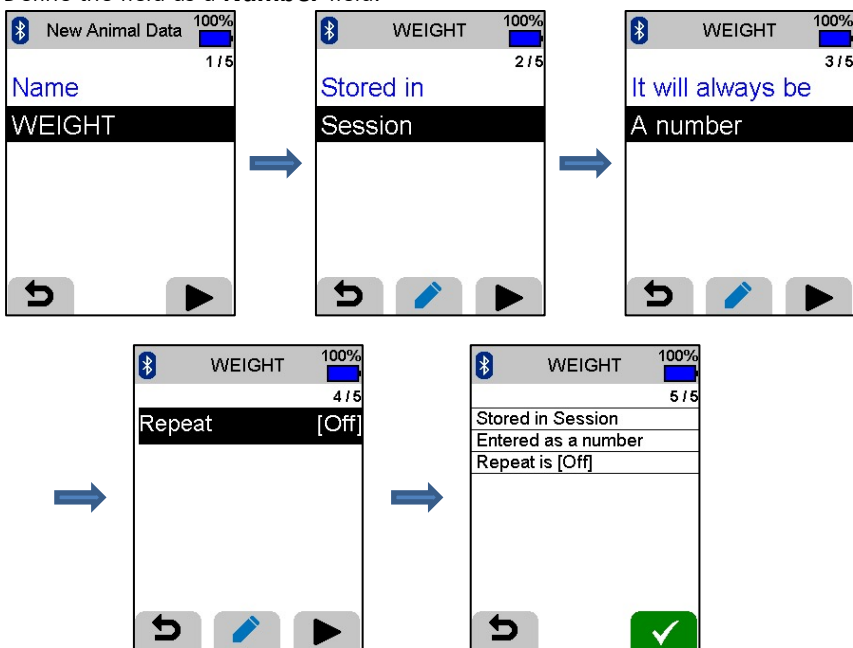 Define the field as a Number field.
New Animal Data 100%
1 / 5
Name
WEIGHT
WEIGHT 100%
2 / 5
Stored in
Session
WEIGHT 100%
3 / 5
It will always be
A number
WEIGHT 100%
4 / 5
Repeat [Off]
WEIGHT 100%
5 / 5
Stored in Session
Entered as a number
Repeat is [Off]